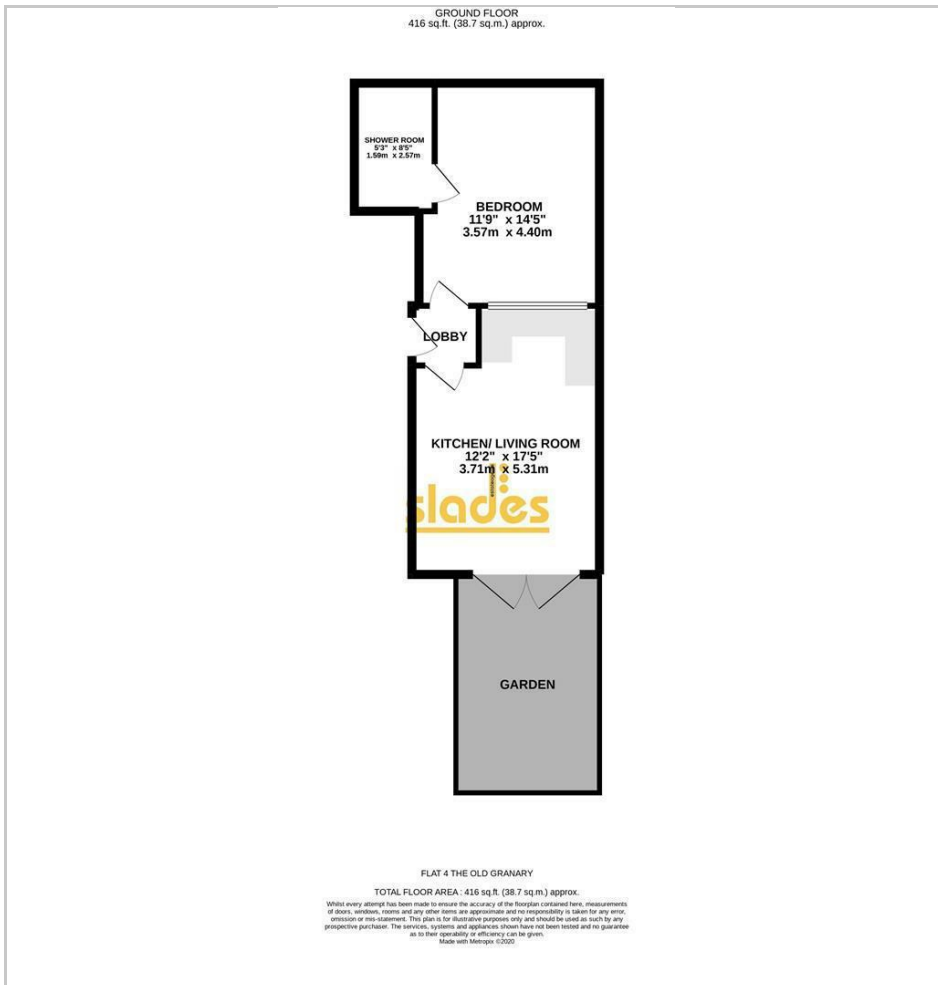 GROUND FLOOR
416 sq.ft. (38.7 sq.m.) approx.
SHOWER ROOM
5'3" x 8'5"
1.59m x 2.57m
BEDROOM
11'9" x 14'5"
3.57m x 4.40m
LOBBY
KITCHEN/ LIVING ROOM
12'2" x 17'5"
3.71m x 5.31m
slades
GARDEN
FLAT 4 THE OLD GRANARY
TOTAL FLOOR AREA : 416 sq.ft. (38.7 sq.m.) approx.
Whilst every attempt has been made to ensure the accuracy of the floorplan contained here, measurements
of doors, windows, rooms and any other items are approximate and no responsibility is taken for any error,
omission or mis-statement. This plan is for illustrative purposes only and should be used as such by any
prospective purchaser. The services, systems and appliances shown have not been tested and no guarantee
as to their operability or efficiency can be given.
Made with Metropix ©2020